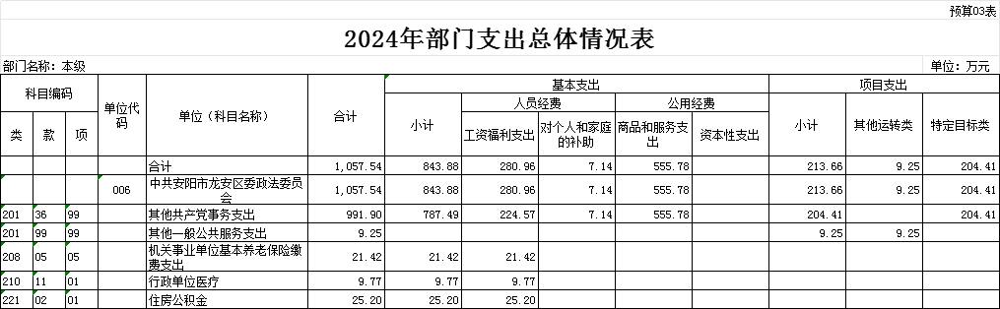 预算03表
2024年部门支出总体情况表
部门名称：本级 单位：万元
科目编码 单位代码 单位（科目名称） 合计 基本支出 项目支出
小计 人员经费 公用经费 小计 其他运转类 特定目标类
类 款 项 工资福利支出 对个人和家庭的补助 商品和服务支出 资本性支出
合计 1,057.54 843.88 280.96 7.14 555.78 213.66 9.25 204.41
006 中共安阳市龙安区委政法委员会 1,057.54 843.88 280.96 7.14 555.78 213.66 9.25 204.41
201 36 99 其他共产党事务支出 991.90 787.49 224.57 7.14 555.78 204.41 204.41
201 99 99 其他一般公共服务支出 9.25 9.25 9.25
208 05 05 机关事业单位基本养老保险缴费支出 21.42 21.42 21.42
210 11 01 行政单位医疗 9.77 9.77 9.77
221 02 01 住房公积金 25.20 25.20 25.20